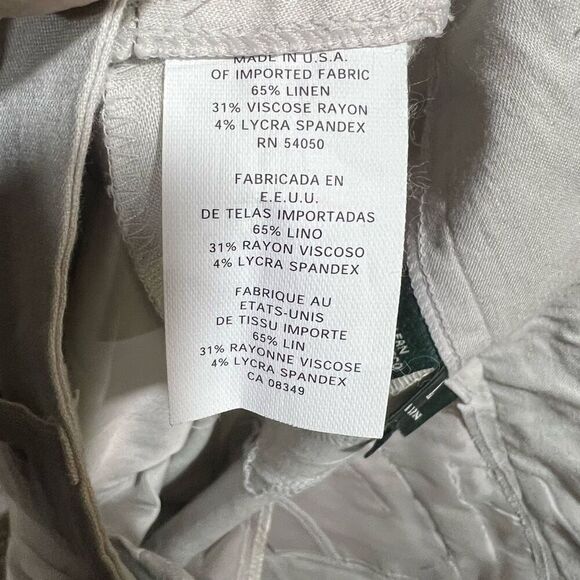 MADE IN U.S.A.
OF IMPORTED FABRIC
65% LINEN
31% VISCOSE RAYON
4% LYCRA SPANDEX
RN 54050
FABRICADA EN
E.E.U.U.
DE TELAS IMPORTADAS
65% LINO
31% RAYON VISCOSO
4% LYCRA SPANDEX
FABRIQUE AU
ETATS-UNIS
DE TISSU IMPORTE
65% LIN
31% RAYONNE VISCOSE
4% LYCRA SPANDEX
CA 08349